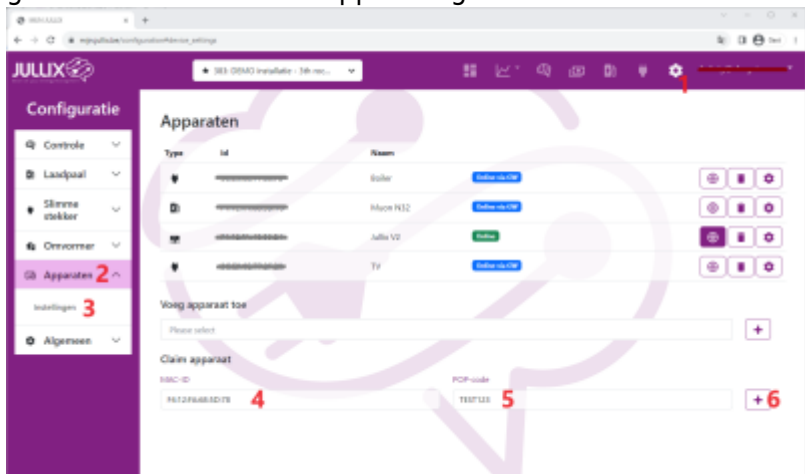 JULLIX
383: DEMO installatie - 5th roc...
1
Configuratie
Controle
Laadpaal
Slimme
stekker
Omvormer
Apparaten 2
Instellingen 3
Algemeen
Apparaten
Type Id Naam
Boiler Online via GW
Muon N32 Online via GW
Jullix V2 Online
TV Online via GW
Voeg apparaat toe
Please select
+
Claim apparaat
MAC-ID POP-code
4 TEST123 5 + 6